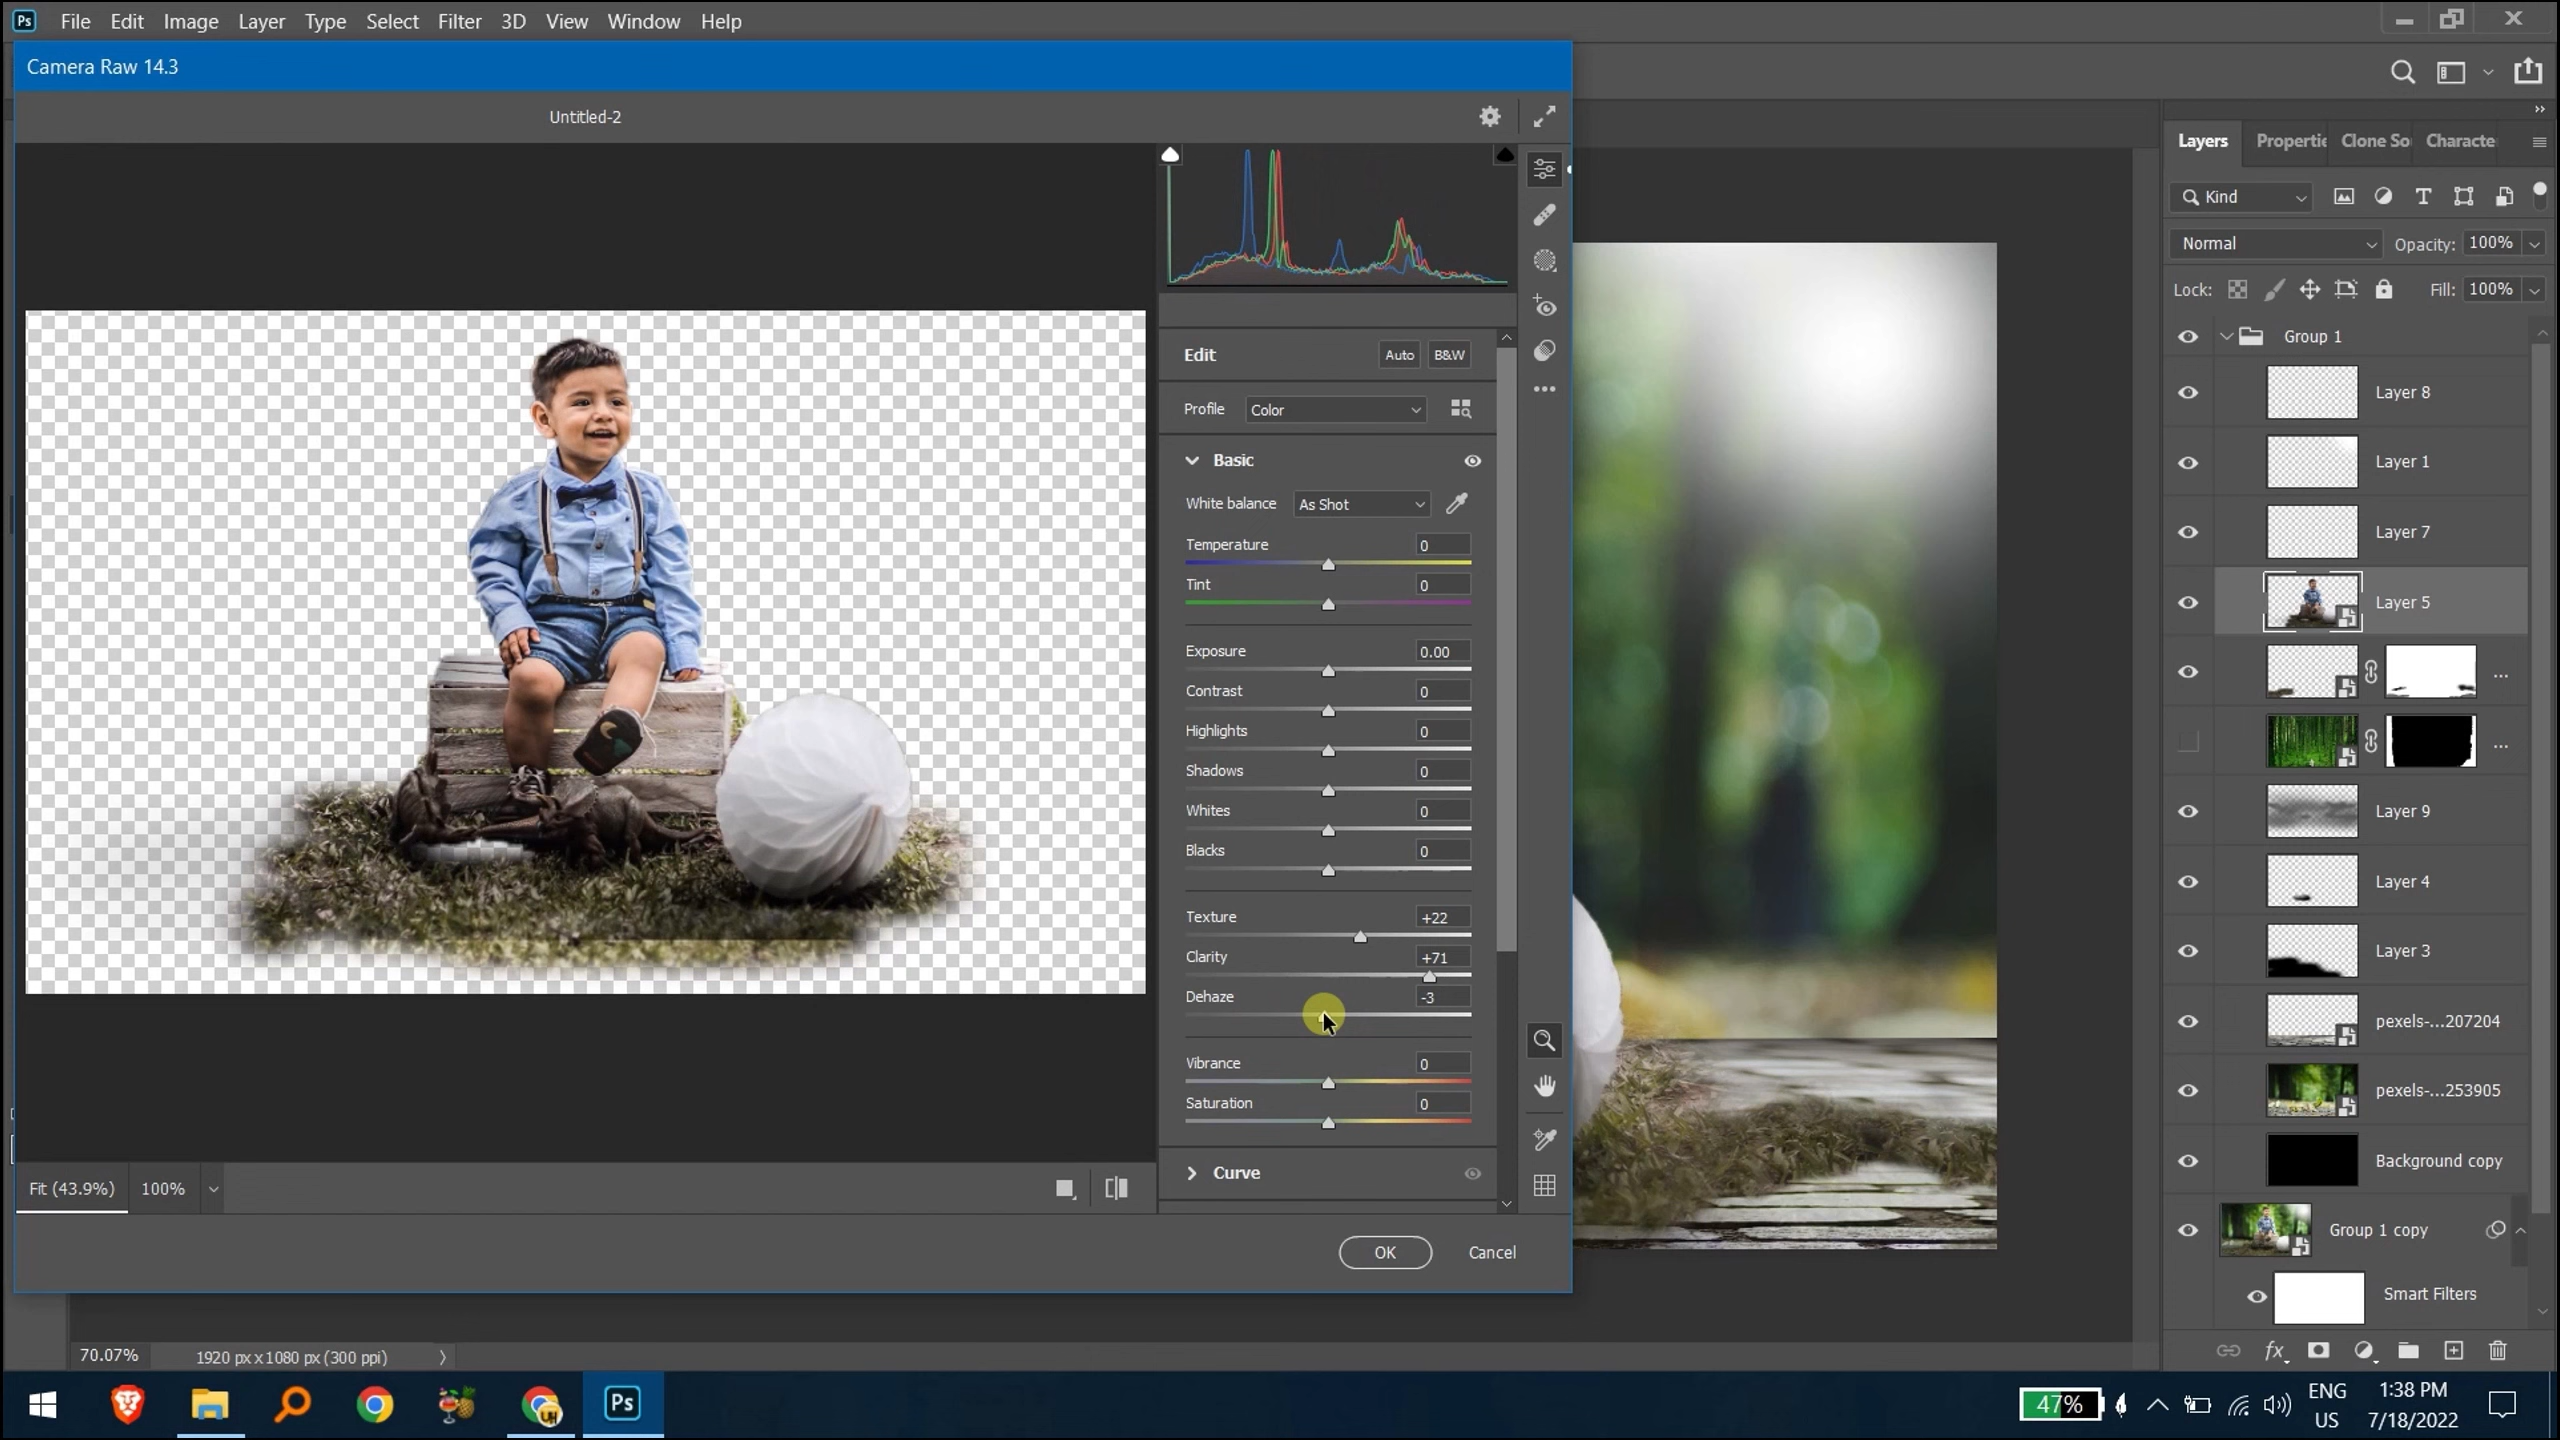 Ps File Edit Image Layer Type Select Filter 3D View Window Help
Camera Raw 14.3
Untitled-2
Edit Auto B&W
Profile Color
Basic
White balance As Shot
Temperature 0
Tint 0
Exposure 0.00
Contrast 0
Highlights 0
Shadows 0
Whites 0
Blacks 0
Texture +22
Clarity +71
Dehaze -3
Vibrance 0
Saturation 0
Curve
Fit (43.9%) 100%
OK Cancel
Layers Properti Clone So Characte
Kind
Normal Opacity: 100%
Lock: Fill: 100%
Group 1
Layer 8
Layer 1
Layer 7
Layer 5
...
...
Layer 9
Layer 4
Layer 3
pexels-...207204
pexels-...253905
Background copy
Group 1 copy
Smart Filters
fx
70.07% 1920 px x 1080 px (300 ppi)
Ps
47%
ENG
US
1:38 PM
7/18/2022